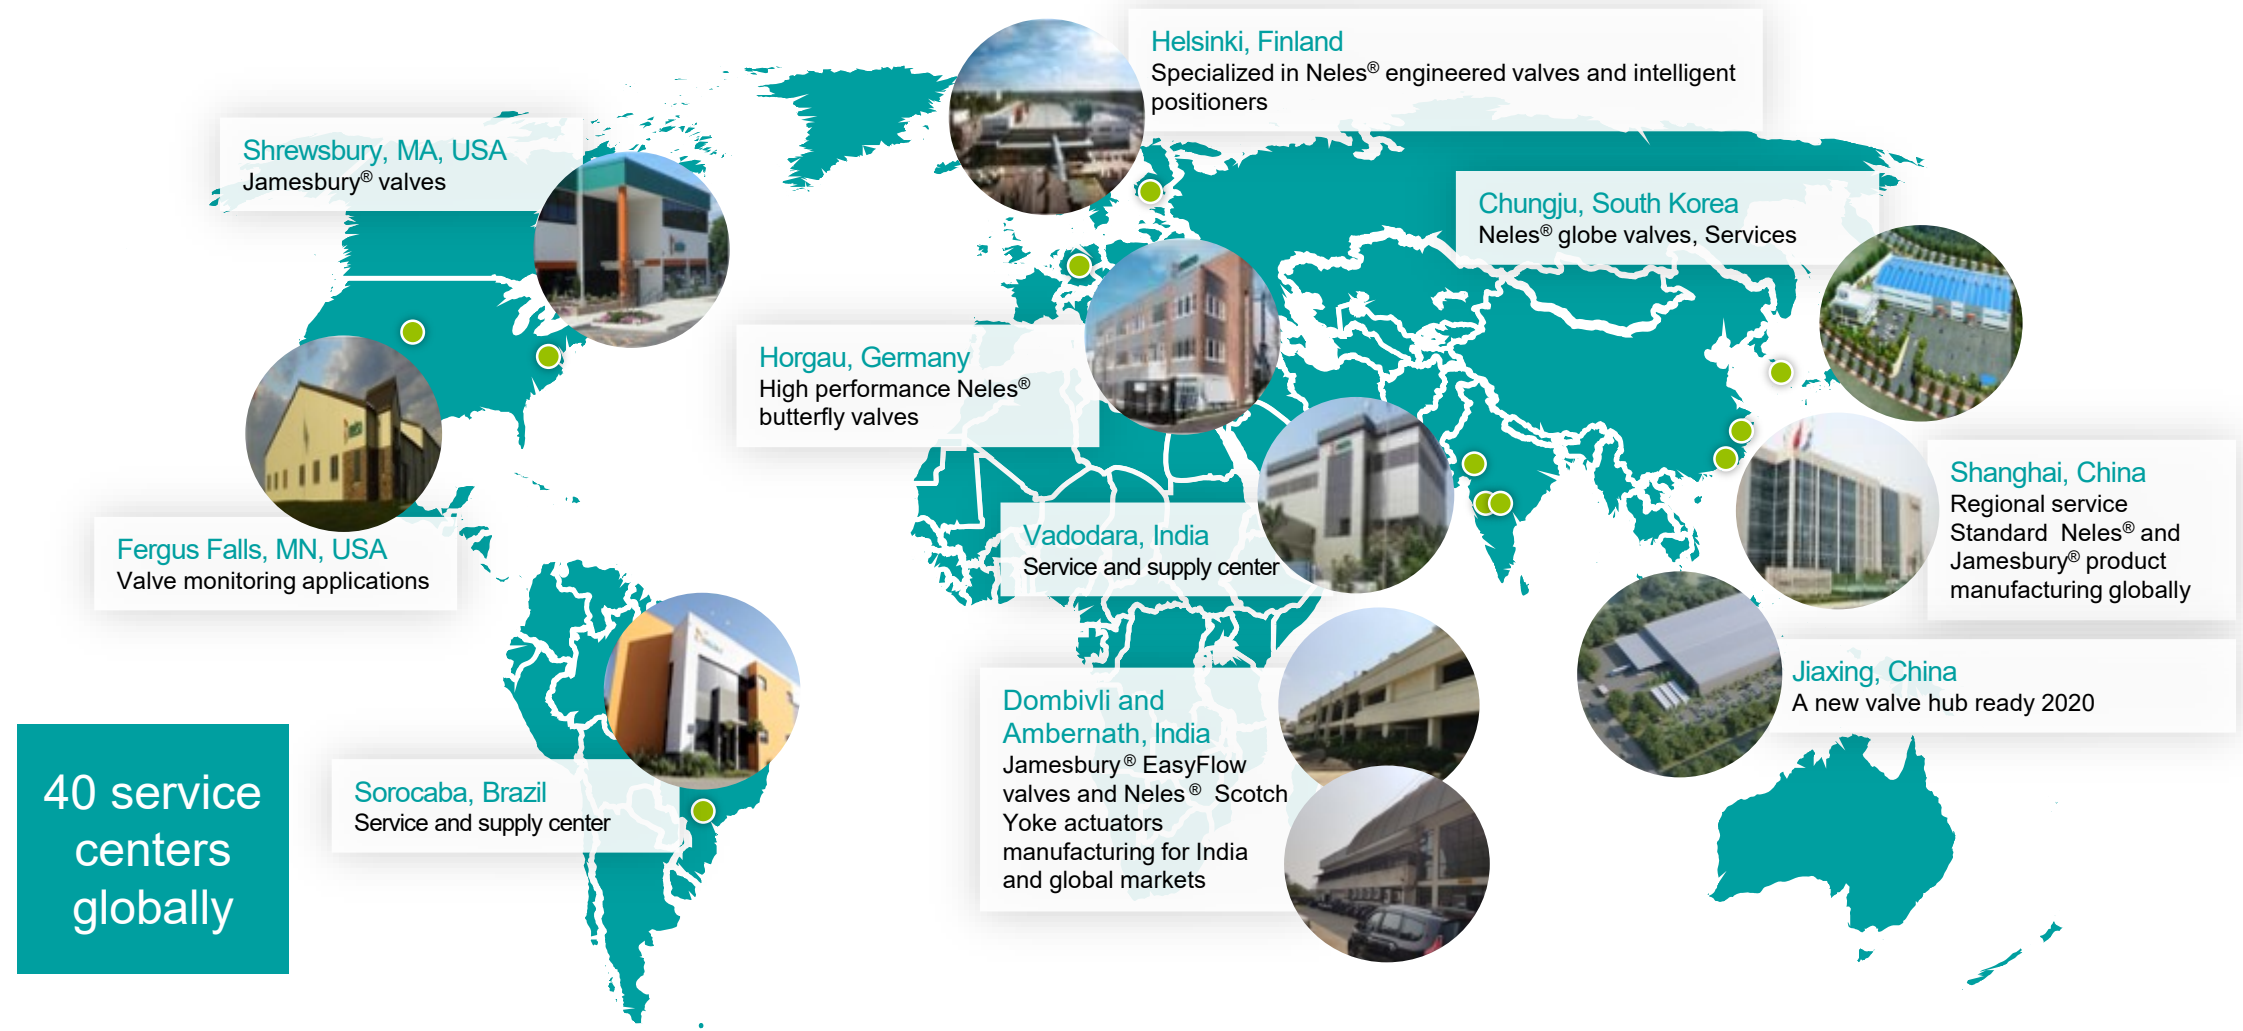 Helsinki, Finland
Specialized in Neles® engineered valves and intelligent
positioners
Shrewsbury, MA, USA
Jamesbury® valves
Chungju, South Korea
Neles® globe valves, Services
Horgau, Germany
High performance Neles®
butterfly valves
Shanghai, China
Regional service
Standard Neles® and
Jamesbury® product
manufacturing globally
Vadodara, India
Service and supply center
Fergus Falls, MN, USA
Valve monitoring applications
Jiaxing, China
A new valve hub ready 2020
Dombivli and
Ambernath, India
Jamesbury® EasyFlow
valves and Neles® Scotch
Yoke actuators
manufacturing for India
and global markets
Sorocaba, Brazil
Service and supply center
40 service
centers
globally